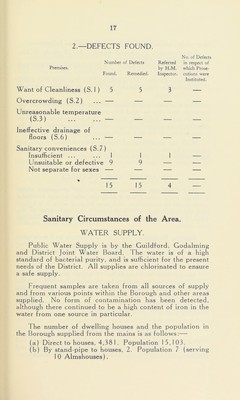 17
2.—DEFECTS FOUND.
Premises.
Number of Defects
Found. Remedied.
Referred
by H.M.
Inspector.
No. of Defects
in respect of
which Prose-
cutions were
Instituted.
Want of Cleanliness (S.1) 5 5 3 —
Overcrowding (S.2) ... — — — —
Unreasonable temperature
(S.3) ... ... — — — —
Ineffective drainage of
floors (S.6) ... — — — —
Sanitary conveniences (S.7)
Insufficient ... ... 1 1 1 —
Unsuitable or defective 9 9 — —
Not separate for sexes — — — —
15 15 4 —
Sanitary Circumstances of the Area.
WATER SUPPLY.
Public Water Supply is by the Guildford, Godalming
and District Joint Water Board. The water is of a high
standard of bacterial purity, and is sufficient for the present
needs of the District. All supplies are chlorinated to ensure
a safe supply.
Frequent samples are taken from all sources of supply
and from various points within the Borough and other areas
supplied. No form of contamination has been detected,
although there continued to be a high content of iron in the
water from one source in particular.
The number of dwelling houses and the population in
the Borough supplied from the mains is as follows:—
(a) Direct to houses, 4,381. Population 15,103.
(b) By stand-pipe to houses, 2. Population 7 (serving
10 Almshouses).